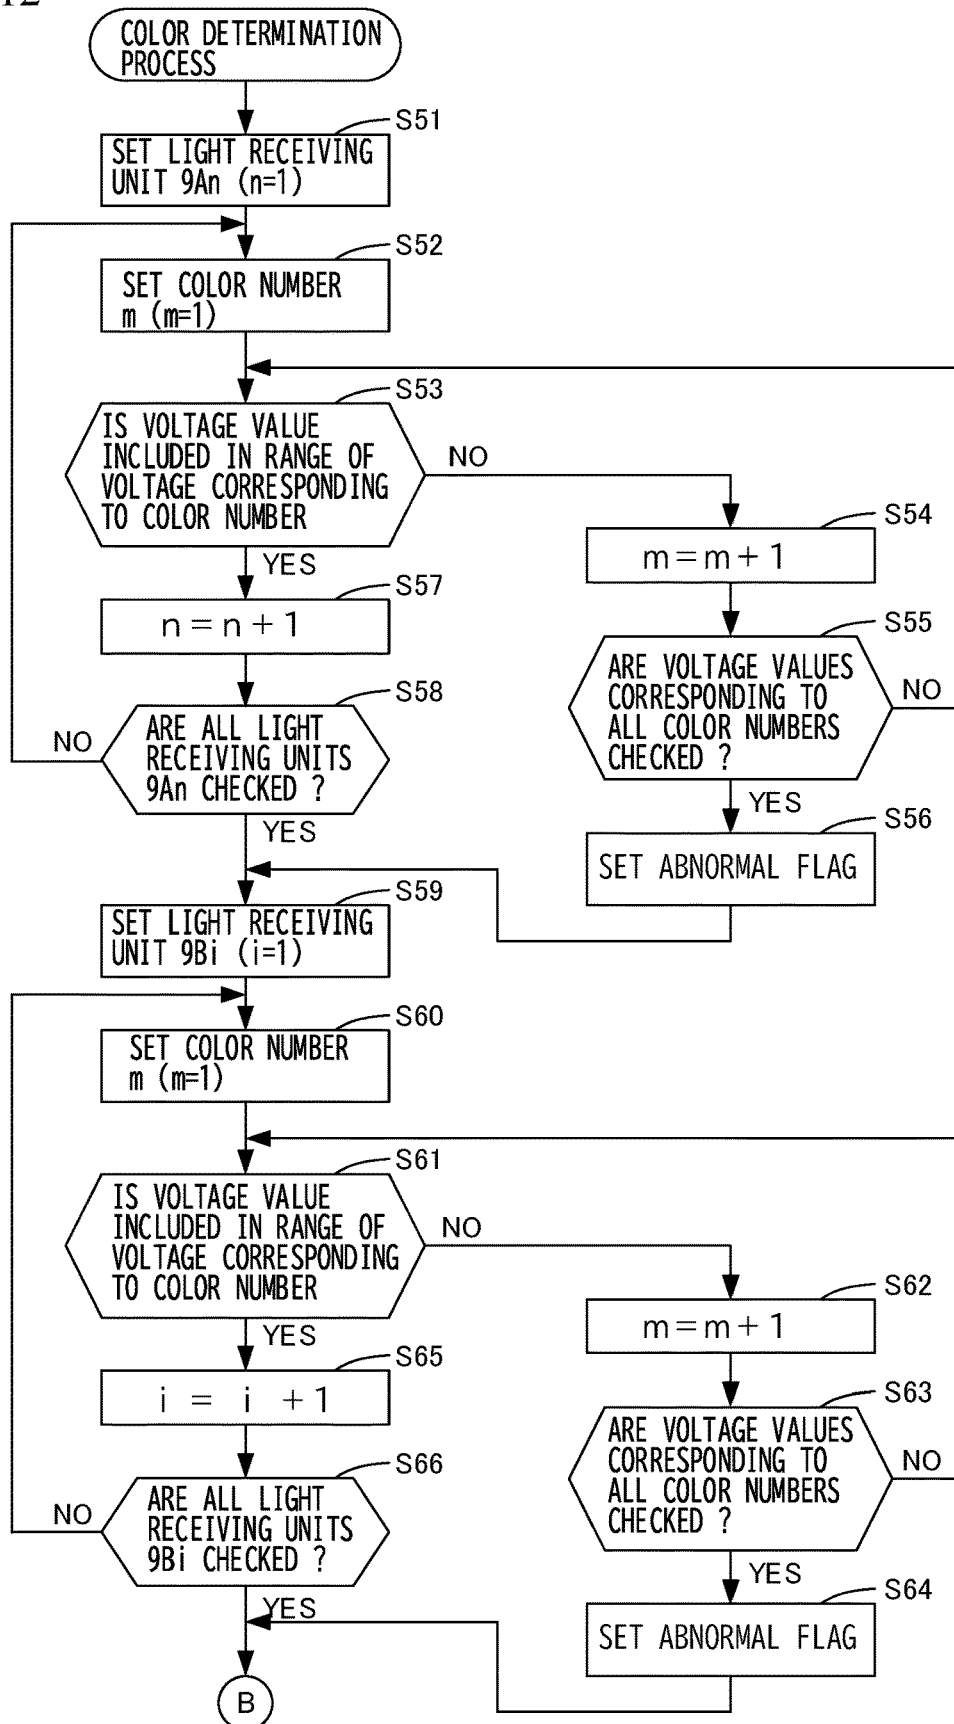 COLOR DETERMINATION
PROCESS
S51
SET LIGHT RECEIVING
UNIT 9An (n=1)
S52
SET COLOR NUMBER
m (m=1)
S53
IS VOLTAGE VALUE
INCLUDED IN RANGE OF
VOLTAGE CORRESPONDING
TO COLOR NUMBER
NO
YES
S54
m=m+1
S55
ARE VOLTAGE VALUES
CORRESPONDING TO
ALL COLOR NUMBERS
CHECKED ?
NO
YES
S56
SET ABNORMAL FLAG
S57
n=n+1
S58
ARE ALL LIGHT
RECEIVING UNITS
9An CHECKED ?
NO
YES
S59
SET LIGHT RECEIVING
UNIT 9Bi (i=1)
S60
SET COLOR NUMBER
m (m=1)
S61
IS VOLTAGE VALUE
INCLUDED IN RANGE OF
VOLTAGE CORRESPONDING
TO COLOR NUMBER
NO
YES
S62
m=m+1
S63
ARE VOLTAGE VALUES
CORRESPONDING TO
ALL COLOR NUMBERS
CHECKED ?
NO
YES
S64
SET ABNORMAL FLAG
S65
i = i +1
S66
ARE ALL LIGHT
RECEIVING UNITS
9Bi CHECKED ?
NO
YES
B